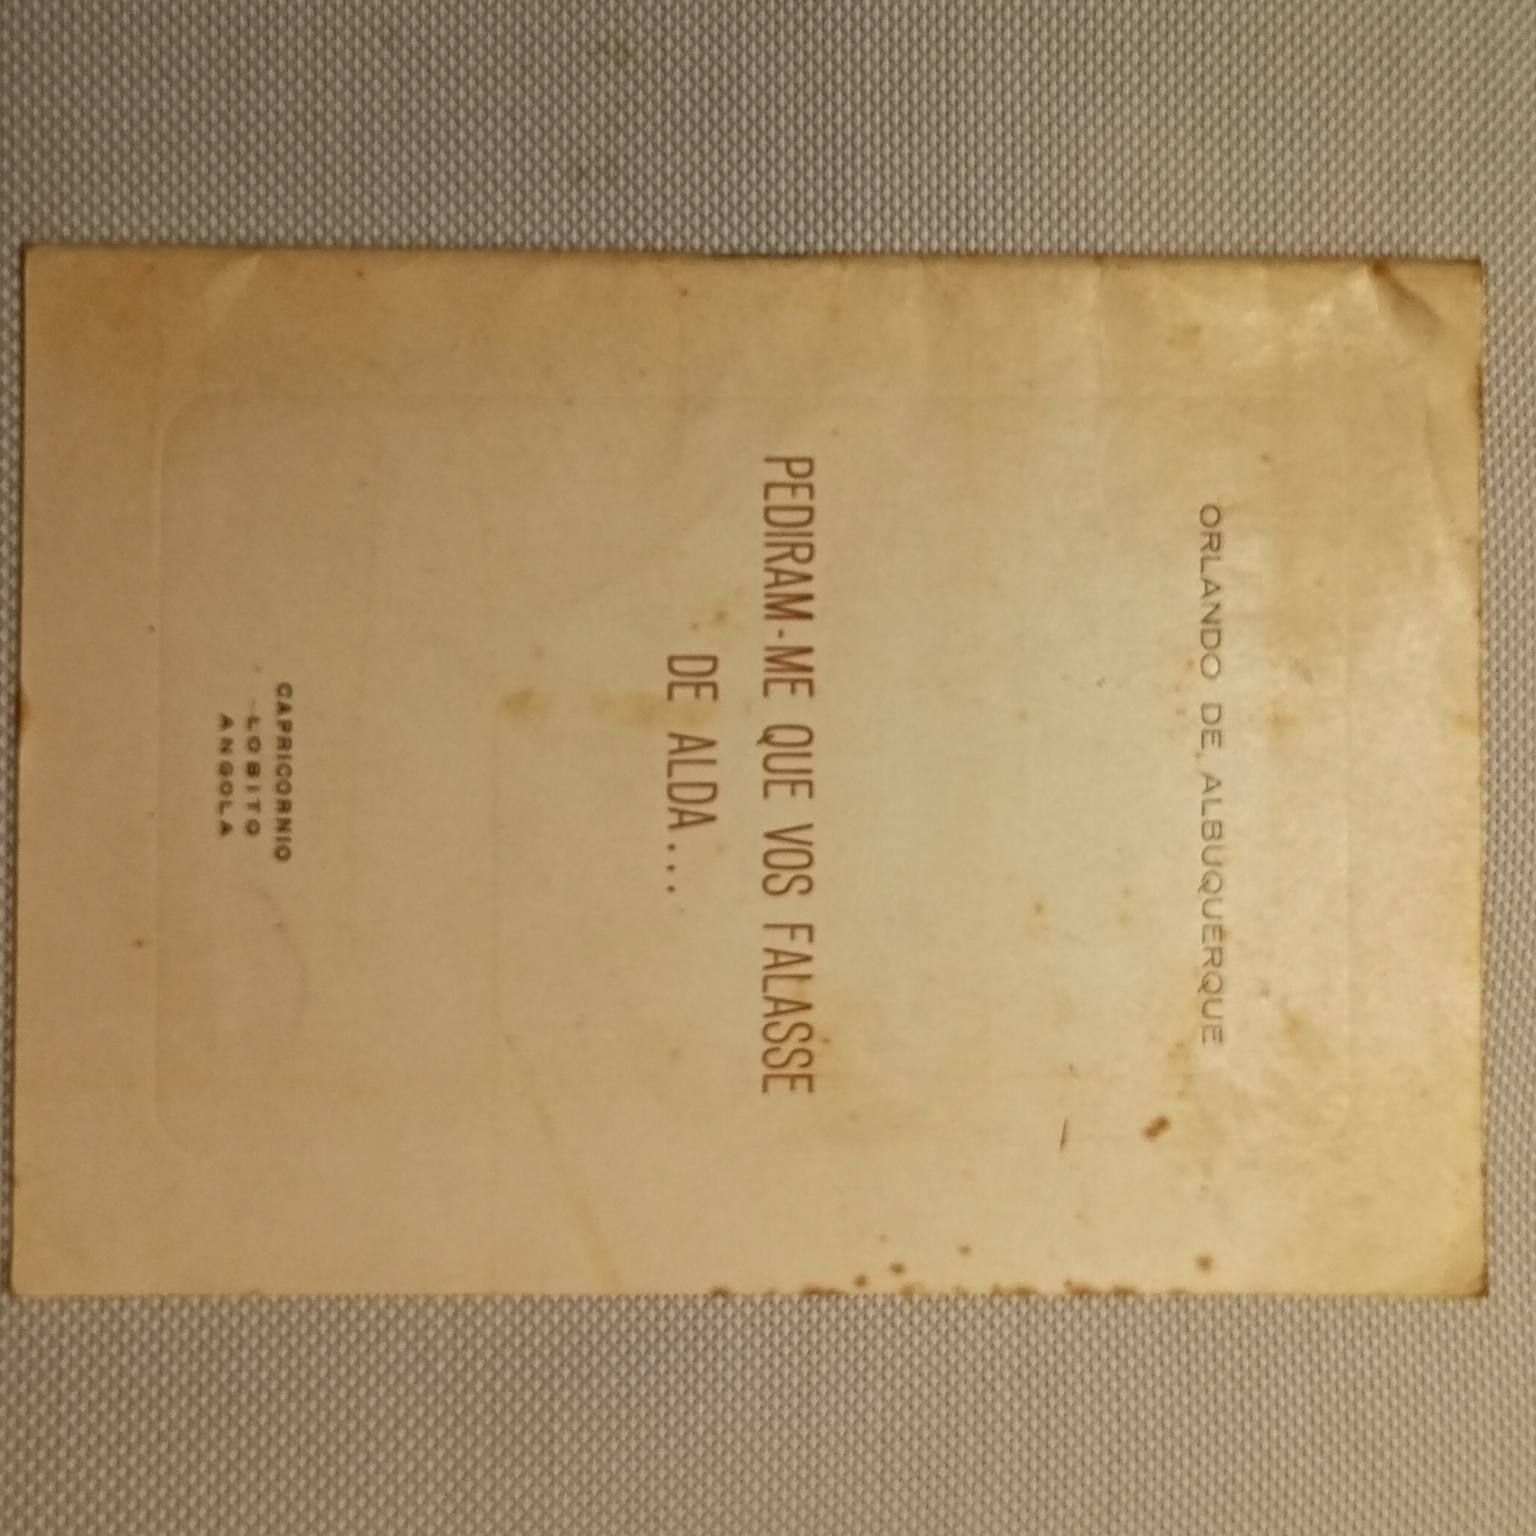 ORLANDO DE ALBUQUERQUE
PEDIRAM-ME QUE VOS FALASSE
DE ALDA...
CAPRICORNIO
LOBITO
ANGOLA